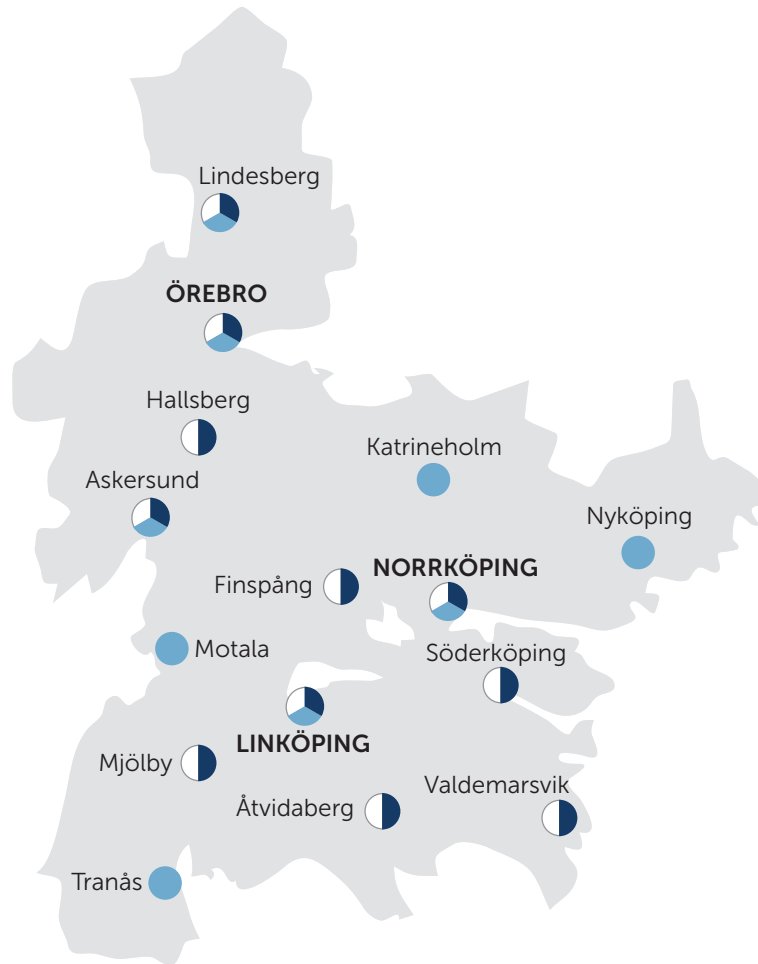 Lindesberg
ÖREBRO
Hallsberg
Katrineholm
Askersund
Nyköping
NORRKÖPING
Finspång
Motala
Söderköping
LINKÖPING
Mjölby
Valdemarsvik
Åtvidaberg
Tranås